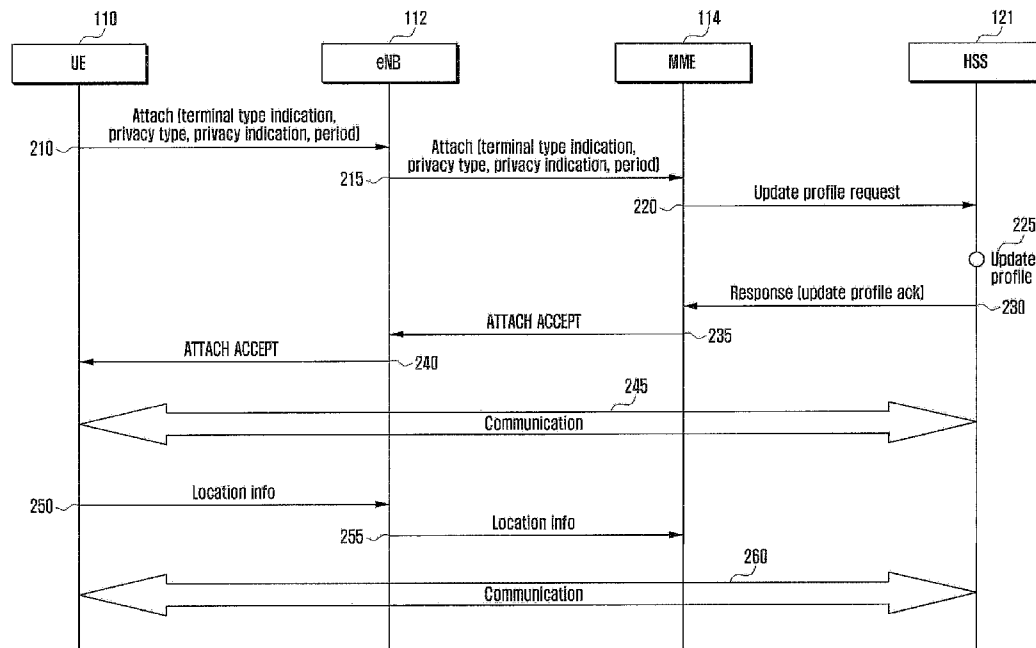 110
112
114
121
UE
eNB
MME
HSS
Attach (terminal type indication,
privacy type, privacy indication, period)
210
Attach (terminal type indication,
privacy type, privacy indication, period)
215
Update profile request
220
225
Update
profile
Response (update profile ack)
230
ATTACH ACCEPT
235
ATTACH ACCEPT
240
245
Communication
Location info
250
Location info
255
260
Communication